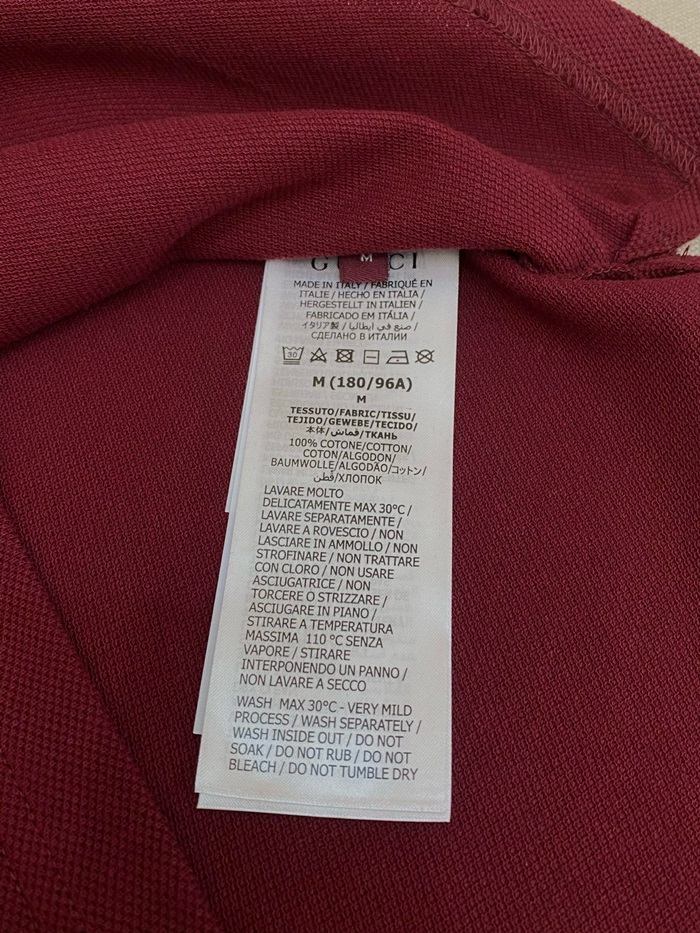 G CI
M
MADE IN ITALY / FABRIQUÉ EN
ITALIE / HECHO EN ITALIA /
HERGESTELLT IN ITALIEN /
FABRICADO EM ITÁLIA /
イタリア製 / صنع في ايطاليا /
СДЕЛАНО В ИТАЛИИ
30
M (180/96A)
M
TESSUTO/FABRIC/TISSU/
TEJIDO/GEWEBE/TECIDO/
本体/قماش/ТКАНЬ
100% COTONE/COTTON/
COTON/ALGODON/
BAUMWOLLE/ALGODÃO/コットン/
قطن/ХЛОПОК
LAVARE MOLTO
DELICATAMENTE MAX 30°C /
LAVARE SEPARATAMENTE /
LAVARE A ROVESCIO / NON
LASCIARE IN AMMOLLO / NON
STROFINARE / NON TRATTARE
CON CLORO / NON USARE
ASCIUGATRICE / NON
TORCERE O STRIZZARE /
ASCIUGARE IN PIANO /
STIRARE A TEMPERATURA
MASSIMA 110 °C SENZA
VAPORE / STIRARE
INTERPONENDO UN PANNO /
NON LAVARE A SECCO
WASH MAX 30°C - VERY MILD
PROCESS / WASH SEPARATELY /
WASH INSIDE OUT / DO NOT
SOAK / DO NOT RUB / DO NOT
BLEACH / DO NOT TUMBLE DRY